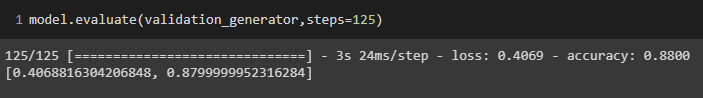 1 model.evaluate(validation_generator,steps=125)
125/125 [==============================] - 3s 24ms/step - loss: 0.4069 - accuracy: 0.8800
[0.4068816304206848, 0.8799999952316284]